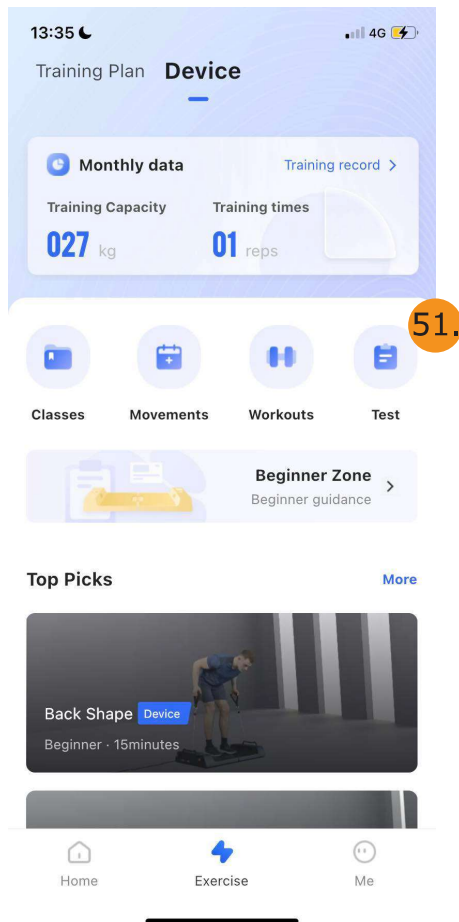 13:35
4G
Training Plan Device
Monthly data
Training record >
Training Capacity Training times
027 kg 01 reps
51.
Classes Movements Workouts Test
Beginner Zone
Beginner guidance
Top Picks More
Back Shape Device
Beginner · 15minutes
Home Exercise Me